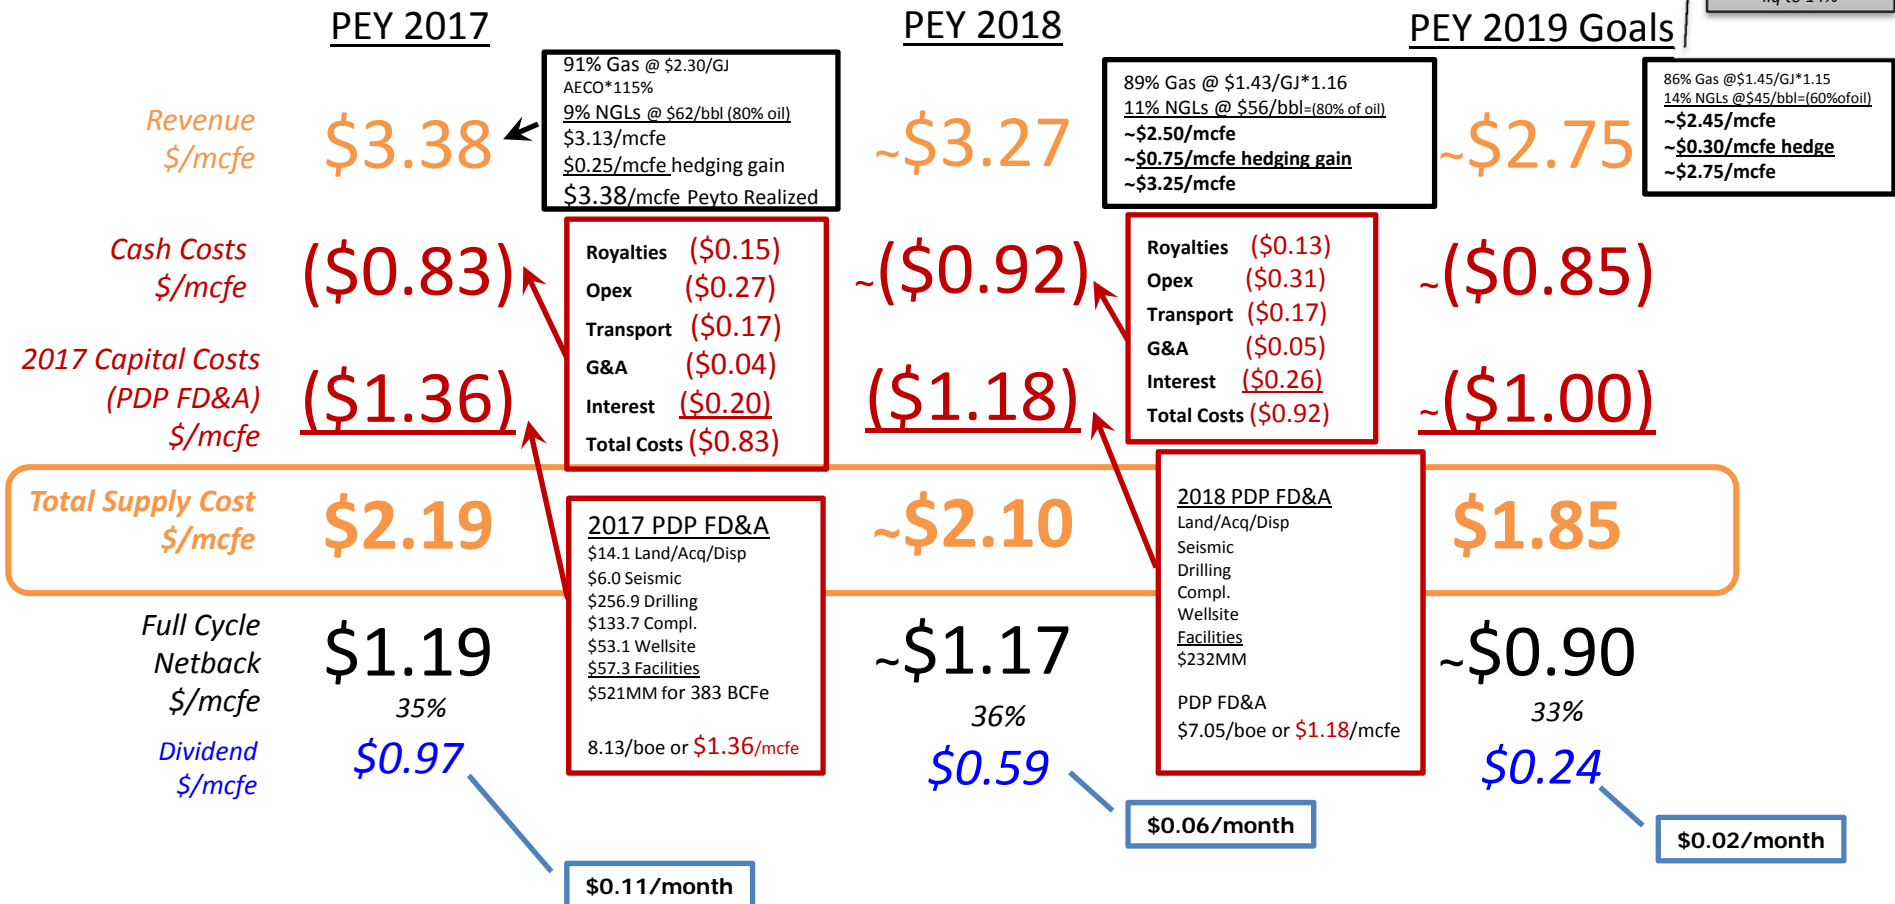 PEY 2017
PEY 2018
PEY 2019 Goals
Revenue
$/mcfe
$3.38
91% Gas @ $2.30/GJ
AECO*115%
9% NGLs @ $62/bbl (80% oil)
$3.13/mcfe
$0.25/mcfe hedging gain
$3.38/mcfe Peyto Realized
~$3.27
89% Gas @ $1.43/GJ*1.16
11% NGLs @ $56/bbl=(80% of oil)
~$2.50/mcfe
~$0.75/mcfe hedging gain
~$3.25/mcfe
~$2.75
86% Gas @$1.45/GJ*1.15
14% NGLs @$45/bbl=(60%ofoil)
~$2.45/mcfe
~$0.30/mcfe hedge
~$2.75/mcfe
Cash Costs
$/mcfe
($0.83)
Royalties ($0.15)
Opex ($0.27)
Transport ($0.17)
G&A ($0.04)
Interest ($0.20)
Total Costs ($0.83)
~($0.92)
Royalties ($0.13)
Opex ($0.31)
Transport ($0.17)
G&A ($0.05)
Interest ($0.26)
Total Costs ($0.92)
~($0.85)
2017 Capital Costs
(PDP FD&A)
$/mcfe
($1.36)
($1.18)
~($1.00)
Total Supply Cost
$/mcfe
$2.19
2017 PDP FD&A
$14.1 Land/Acq/Disp
$6.0 Seismic
$256.9 Drilling
$133.7 Compl.
$53.1 Wellsite
$57.3 Facilities
$521MM for 383 BCFe
8.13/boe or $1.36/mcfe
~$2.10
2018 PDP FD&A
Land/Acq/Disp
Seismic
Drilling
Compl.
Wellsite
Facilities
$232MM
PDP FD&A
$7.05/boe or $1.18/mcfe
$1.85
Full Cycle
Netback
$/mcfe
$1.19
35%
~$1.17
36%
~$0.90
33%
Dividend
$/mcfe
$0.97
$0.59
$0.24
$0.11/month
$0.06/month
$0.02/month